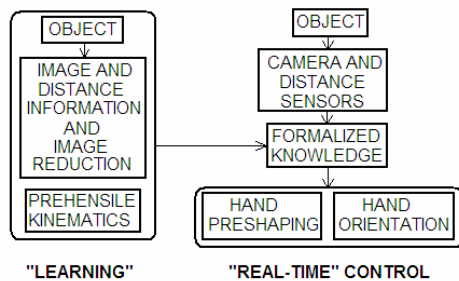 OBJECT
IMAGE AND
DISTANCE
INFORMATION
AND
IMAGE
REDUCTION
PREHENSILE
KINEMATICS
"LEARNING"
OBJECT
CAMERA AND
DISTANCE
SENSORS
FORMALIZED
KNOWLEDGE
HAND
PRESHAPING
HAND
ORIENTATION
"REAL-TIME" CONTROL